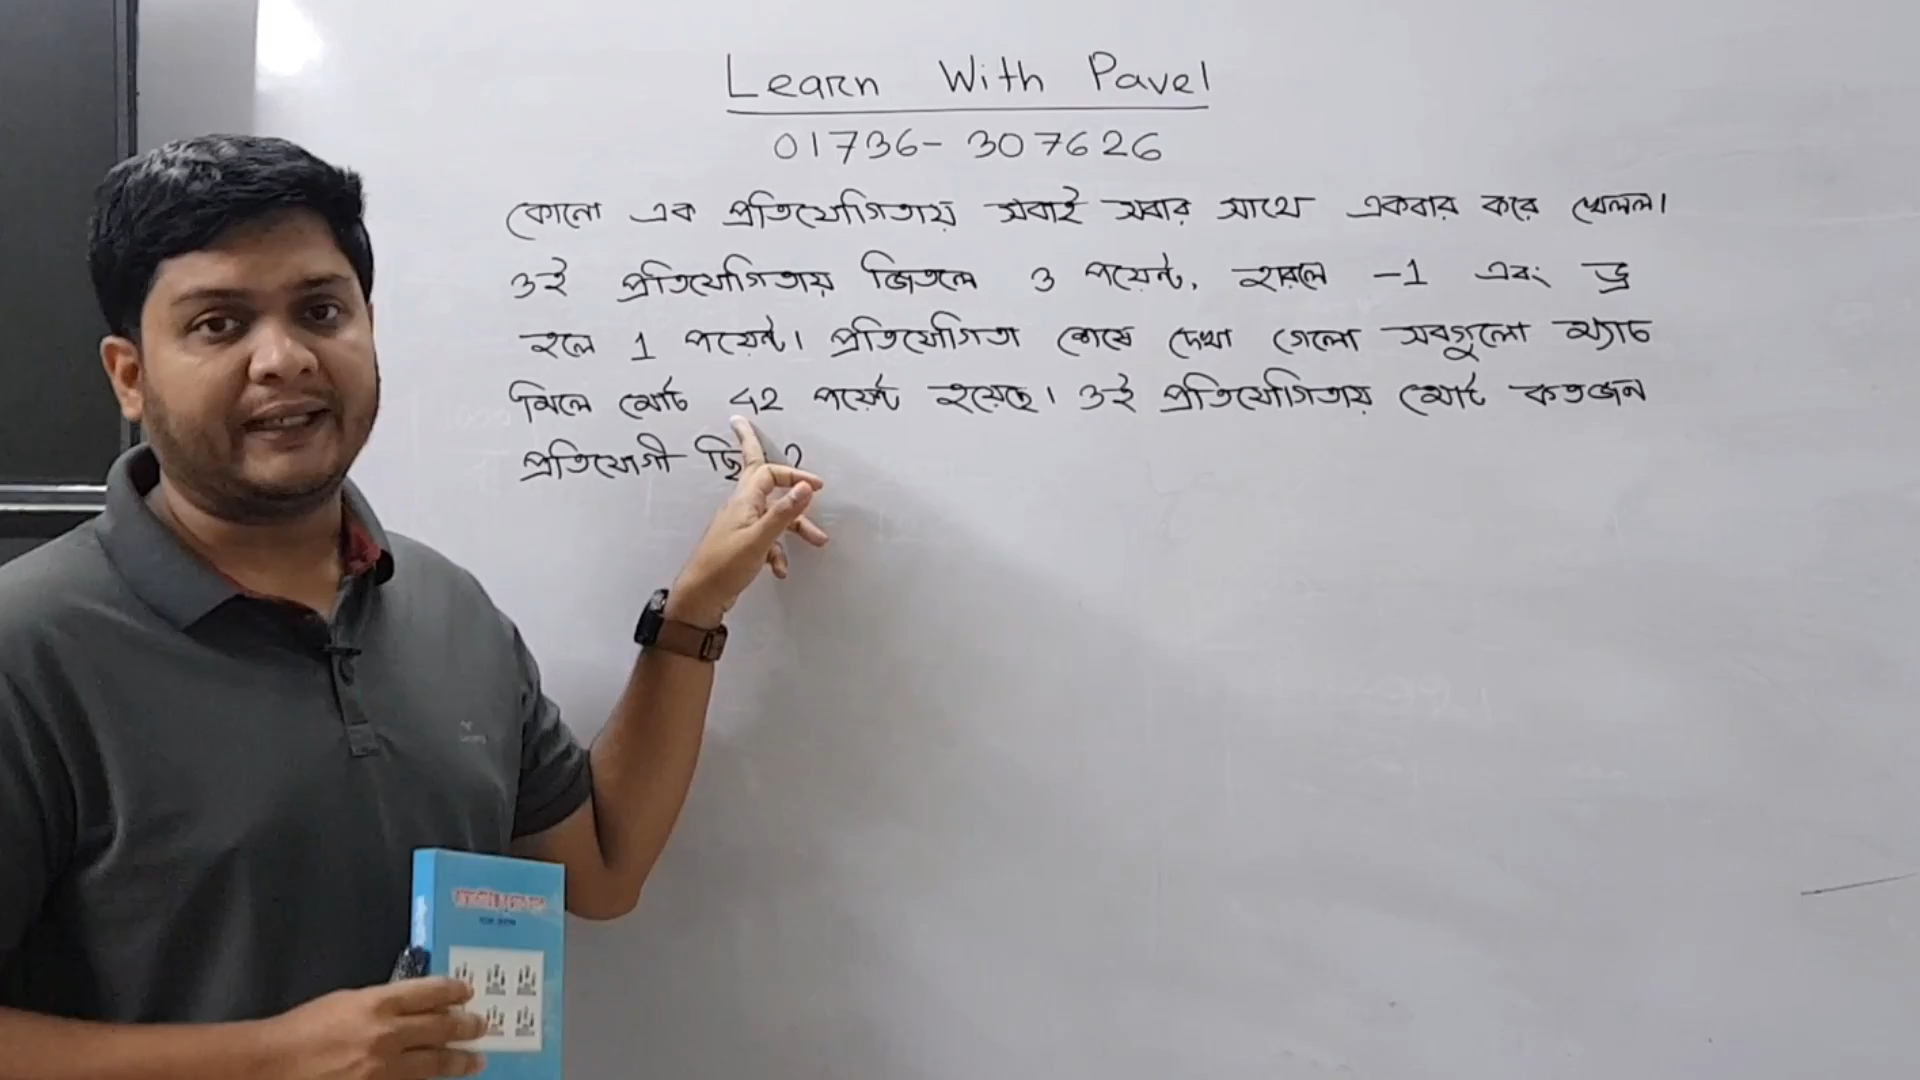 Learn With Pavel
01736-307626
কোনো এক প্রতিযোগিতায় সবাই সবার সাথে একবার করে খেলল।
ওই প্রতিযোগিতায় জিতলে 3 পয়েন্ট, হারলে -1 এবং ড্র
হলে 1 পয়েন্ট। প্রতিযোগিতা শেষে দেখা গেলো সবগুলো ম্যাচ
মিলে মোট 42 পয়েন্ট হয়েছে। ওই প্রতিযোগিতায় মোট কতজন
প্রতিযোগী ?